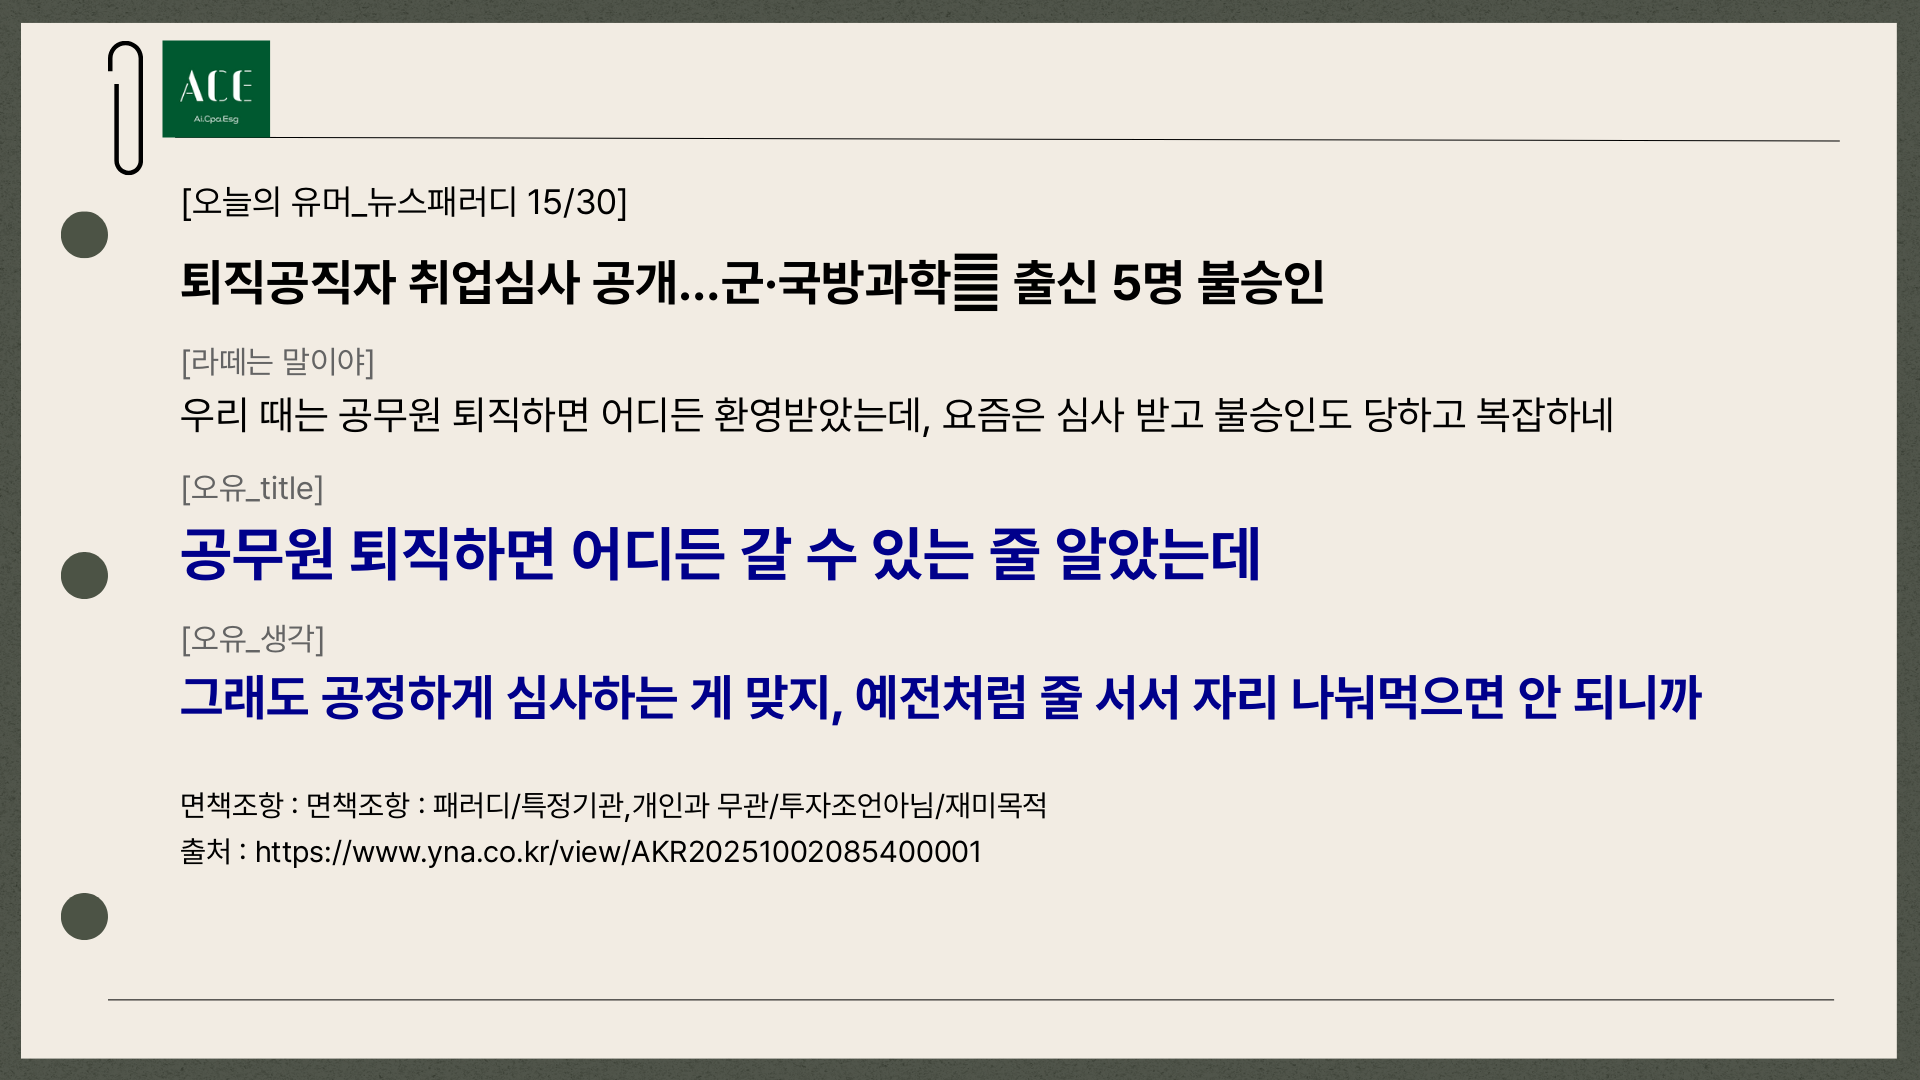 ACE
Ai.Cpa.Esg
[오늘의 유머_뉴스패러디 15/30]
퇴직공직자 취업심사 공개…군·국방과학䷀ 출신 5명 불승인
[라떼는 말이야]
우리 때는 공무원 퇴직하면 어디든 환영받았는데, 요즘은 심사 받고 불승인도 당하고 복잡하네
[오유_title]
공무원 퇴직하면 어디든 갈 수 있는 줄 알았는데
[오유_생각]
그래도 공정하게 심사하는 게 맞지, 예전처럼 줄 서서 자리 나눠먹으면 안 되니까
면책조항 : 면책조항 : 패러디/특정기관,개인과 무관/투자조언아님/재미목적
출처 : https://www.yna.co.kr/view/AKR20251002085400001